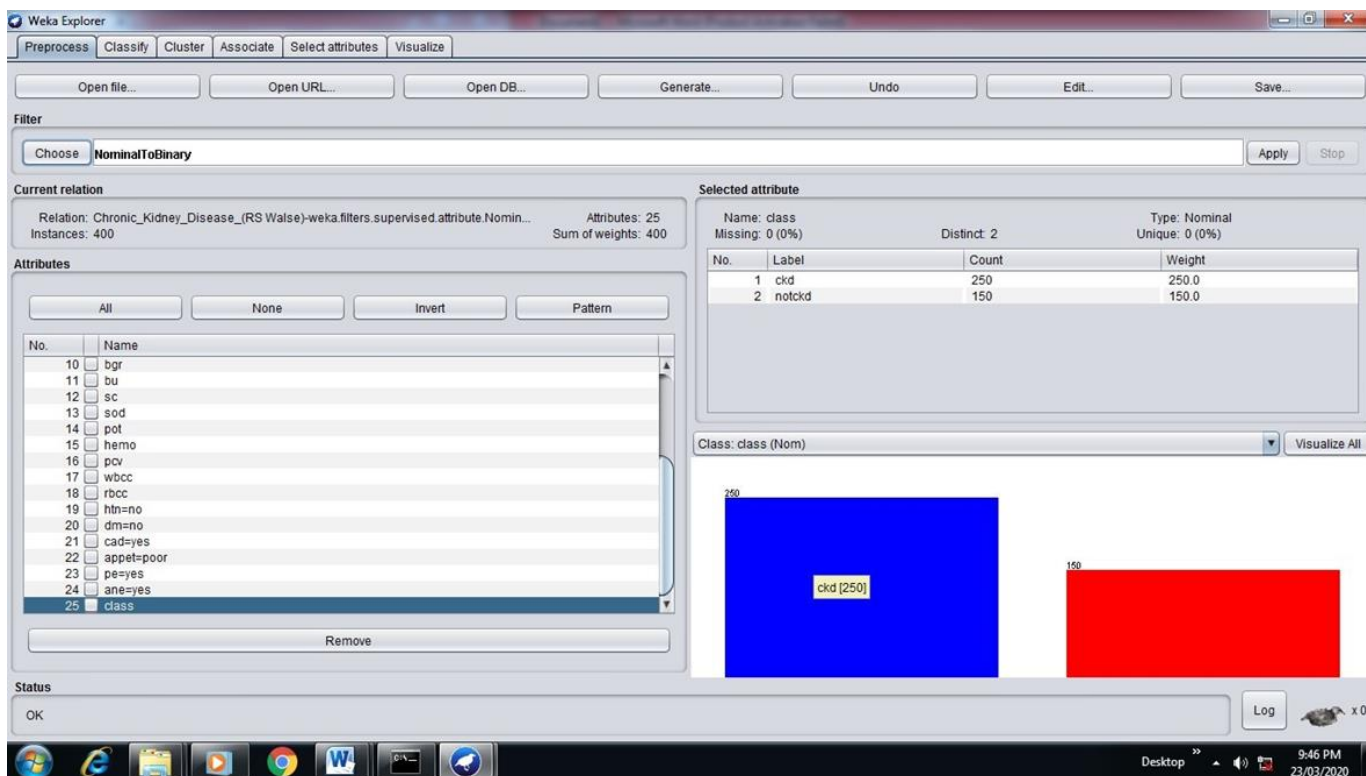 Weka Explorer
Preprocess Classify Cluster Associate Select attributes Visualize
Open file... Open URL... Open DB... Generate... Undo Edit... Save...
Filter
Choose NominalToBinary Apply Stop
Current relation
Relation: Chronic_Kidney_Disease_(RS Walse)-weka.filters.supervised.attribute.Nomin... Attributes: 25
Instances: 400 Sum of weights: 400
Attributes
All None Invert Pattern
No. Name
10 bgr
11 bu
12 sc
13 sod
14 pot
15 hemo
16 pcv
17 wbcc
18 rbcc
19 htn=no
20 dm=no
21 cad=yes
22 appet=poor
23 pe=yes
24 ane=yes
25 class
Remove
Selected attribute
Name: class Type: Nominal
Missing: 0 (0%) Distinct: 2 Unique: 0 (0%)
No. Label Count Weight
1 ckd 250 250.0
2 notckd 150 150.0
Class: class (Nom) Visualize All
250
150
ckd [250]
Status
OK
Log x 0
Desktop 9:46 PM
23/03/2020